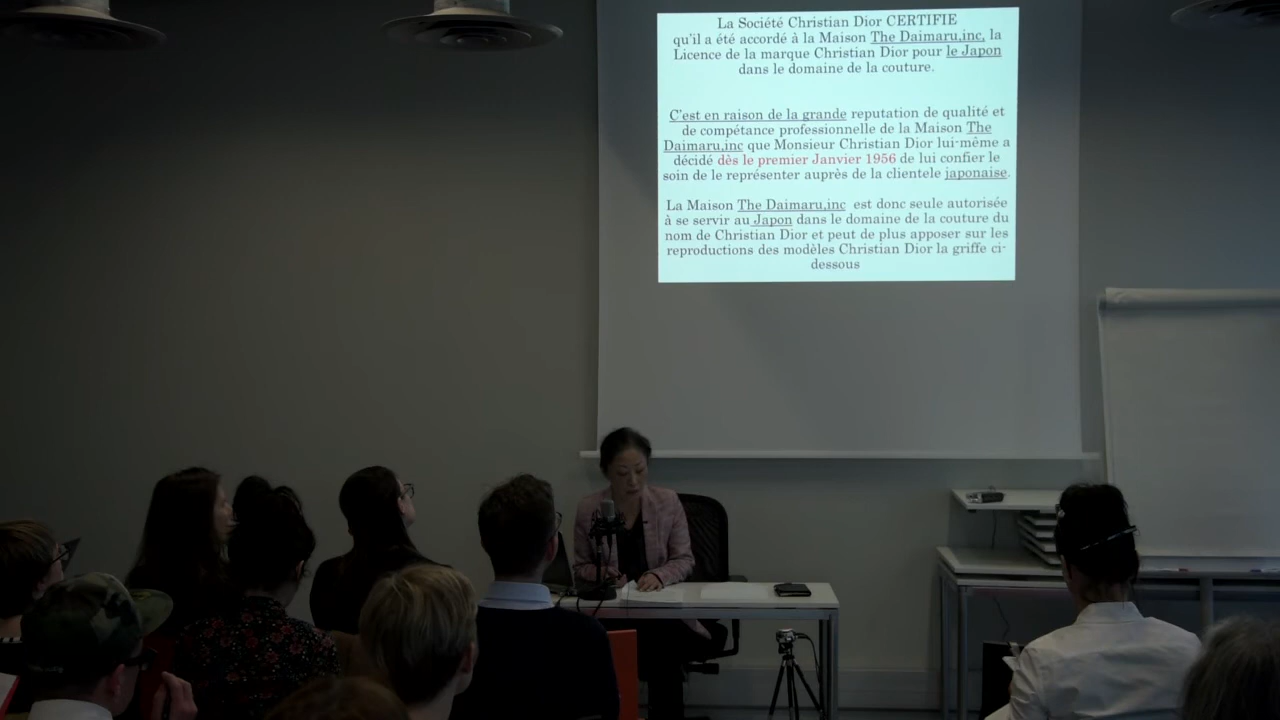 La Société Christian Dior CERTIFIE
qu'il a été accordé à la Maison The Daimaru,inc, la
Licence de la marque Christian Dior pour le Japon
dans le domaine de la couture.
C'est en raison de la grande reputation de qualité et
de compétance professionnelle de la Maison The
Daimaru,inc que Monsieur Christian Dior lui-même a
décidé dès le premier Janvier 1956 de lui confier le
soin de le représenter auprès de la clientele japonaise.
La Maison The Daimaru,inc est donc seule autorisée
à se servir au Japon dans le domaine de la couture du
nom de Christian Dior et peut de plus apposer sur les
reproductions des modèles Christian Dior la griffe ci-
dessous